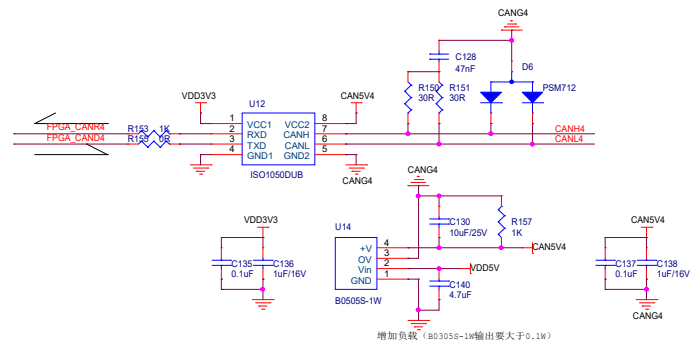 CANG4
C128
47nF
D6
R150
30R
R151
30R
PSM712
VDD3V3
U12
CAN5V4
1 VCC1 VCC2 8
2 RXD CANH 7
3 TXD CANL 6
4 GND1 GND2 5
ISO1050DUB
FPGA_CANR4
R153 1K
FPGA_CAND4
R155 0R
CANH4
CANL4
CANG4
CANG4
VDD3V3
C135
0.1uF
C136
1uF/16V
U14
C130
10uF/25V
R157
1K
+V 4
OV 3
Vin 2
GND 1
B0505S-1W
CAN5V4
VDD5V
C140
4.7uF
CAN5V4
C137
0.1uF
C138
1uF/16V
CANG4
增加负载（B0305S-1W输出要大于0.1W）